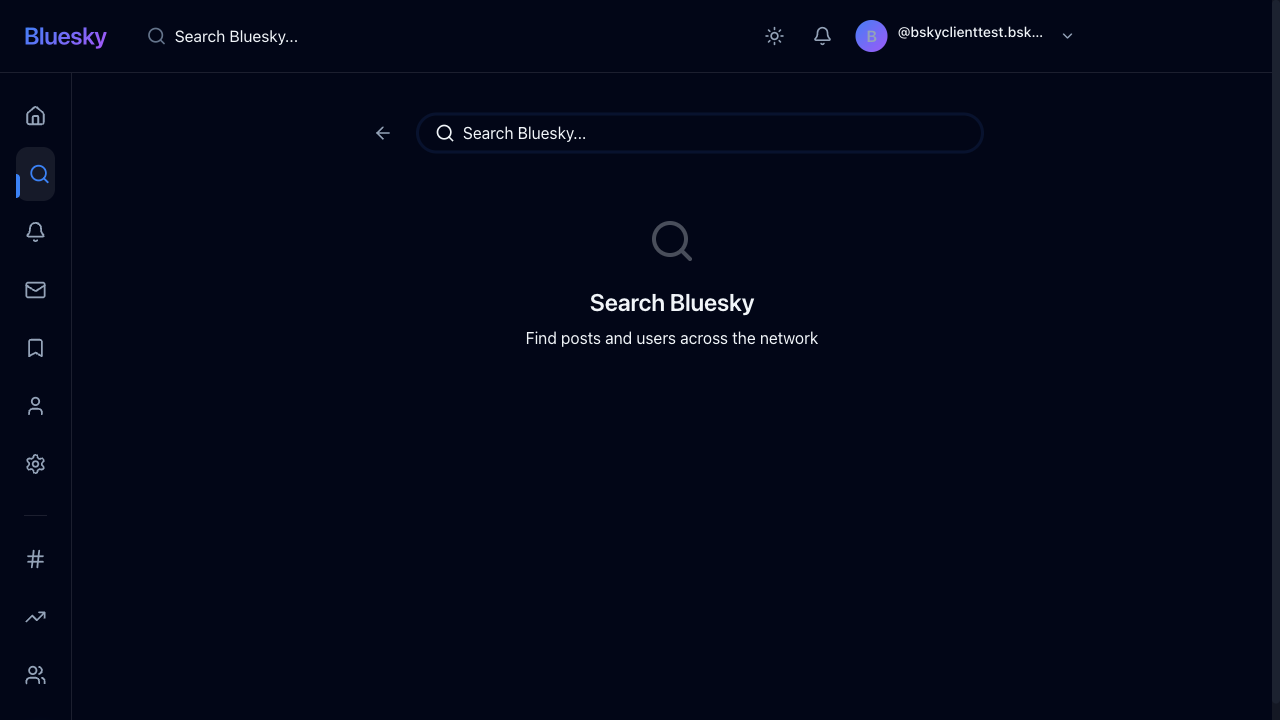 Bluesky
Search Bluesky...
B
@bskyclienttest.bsk...
Search Bluesky...
Search Bluesky
Find posts and users across the network